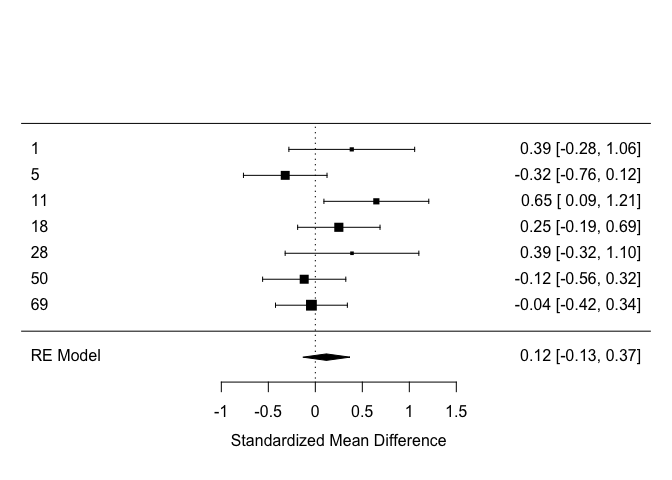 1 0.39 [-0.28, 1.06]
5 -0.32 [-0.76, 0.12]
11 0.65 [ 0.09, 1.21]
18 0.25 [-0.19, 0.69]
28 0.39 [-0.32, 1.10]
50 -0.12 [-0.56, 0.32]
69 -0.04 [-0.42, 0.34]
RE Model 0.12 [-0.13, 0.37]
-1 -0.5 0 0.5 1 1.5
Standardized Mean Difference